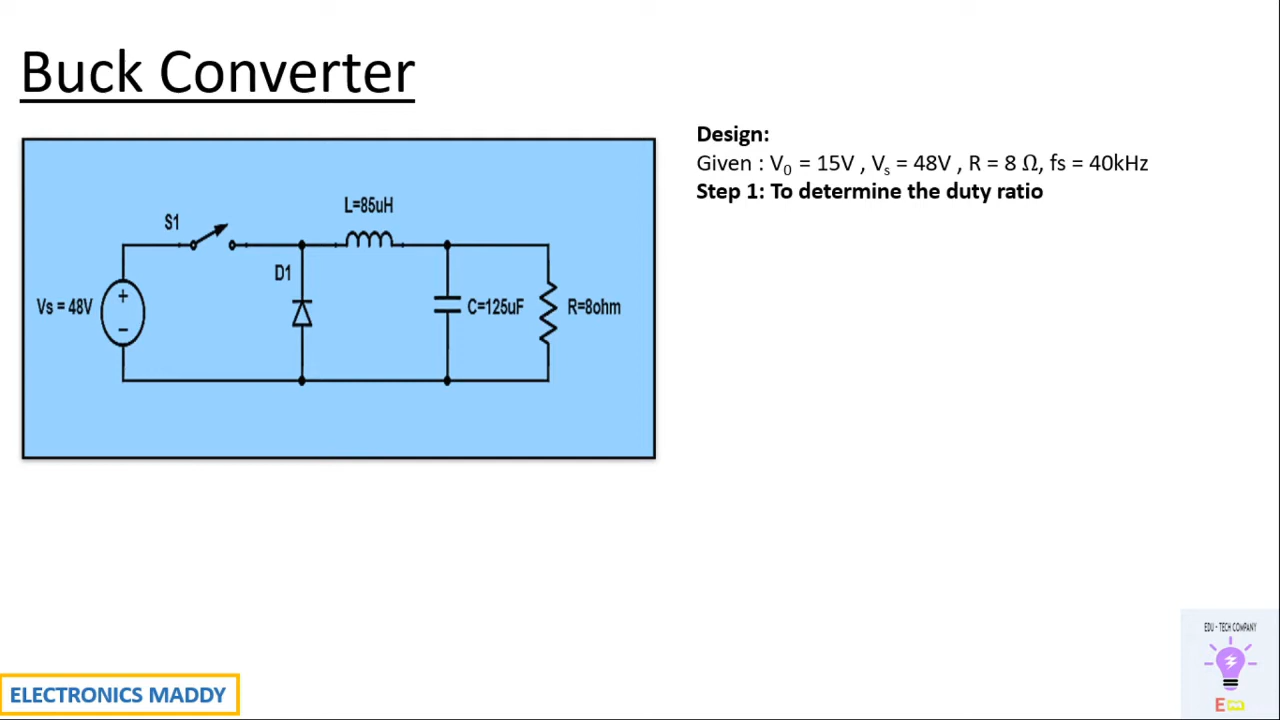 Buck Converter
Design:
Given : V₀ = 15V , Vₛ = 48V , R = 8 Ω, fs = 40kHz
Step 1: To determine the duty ratio
L=85uH
S1
D1
Vs = 48V
+
−
C=125uF
R=8ohm
EDU - TECH COMPANY
Em
ELECTRONICS MADDY